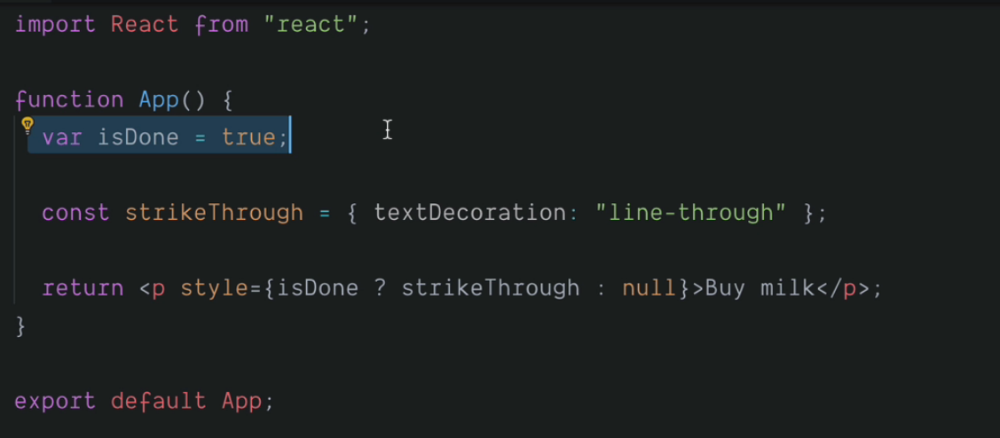 import React from "react";
function App() {
var isDone = true;
const strikeThrough = { textDecoration: "line-through" };
return <p style={isDone ? strikeThrough : null}>Buy milk</p>;
}
export default App;